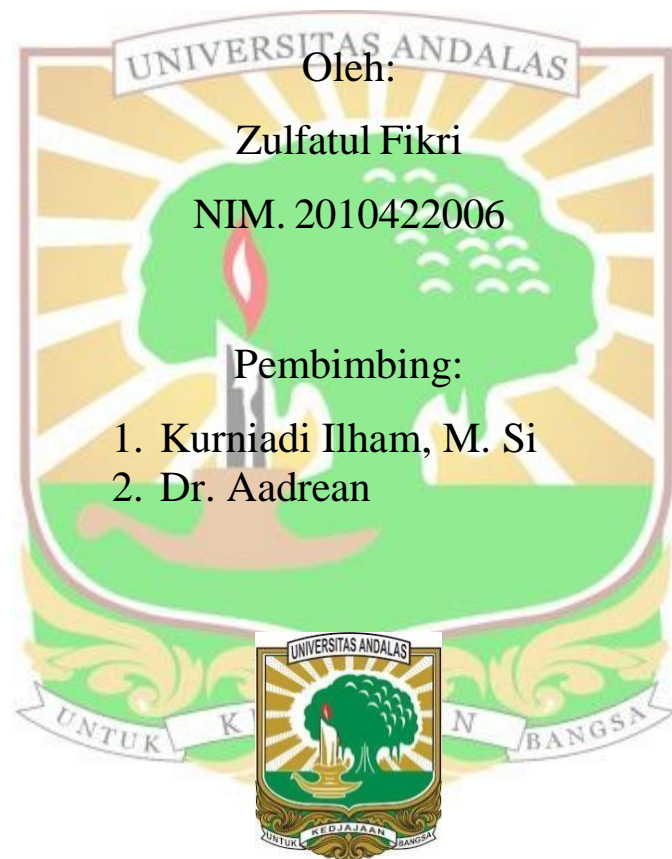 UNIVERSITAS ANDALAS
Oleh:
Zulfatul Fikri
NIM. 2010422006
Pembimbing:
1. Kurniadi Ilham, M. Si
2. Dr. Aadrean
UNIVERSITAS ANDALAS
UNTUK K N BANGSA
UNTUK KEDJAJAAN BANGSA